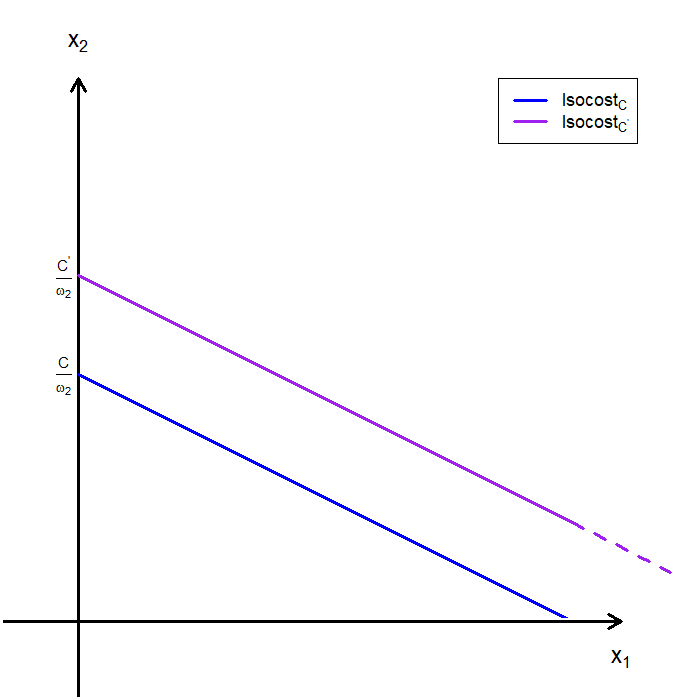 x₂
Isocost_C
Isocost_C'
C'
ω₂
C
ω₂
x₁